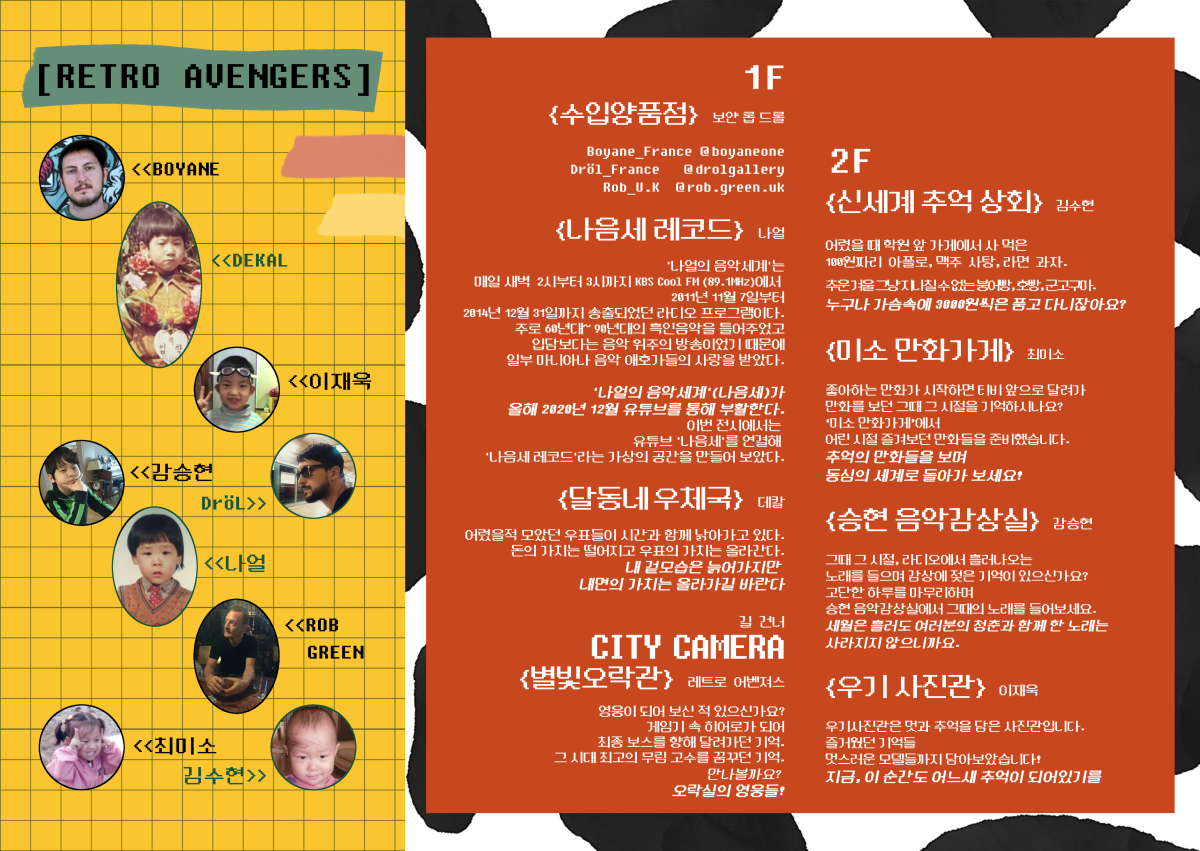 [RETRO AVENGERS]
<<BOYANE
<<DEKAL
<<이재욱
<<감승현
DröL>>
<<나얼
<<ROB
GREEN
<<최미소
김수현>>
1F
{수입양품점} 보얀 롭 드롤
Boyane_France @boyaneone
Dröl_France @drolgallery
Rob_U.K @rob.green.uk
{나음세 레코드} 나얼
'나얼의 음악세계'는
매일 새벽 2시부터 3시까지 KBS Cool FM (89.1MHz)에서
2011년 11월 7일부터
2014년 12월 31일까지 송출되었던 라디오 프로그램이다.
주로 60년대~ 90년대의 흑인음악을 틀어주었고
입담보다는 음악 위주의 방송이었기 때문에
일부 마니아나 음악 애호가들의 사랑을 받았다.
'나얼의 음악세계'(나음세)가
올해 2020년 12월 유튜브를 통해 부활한다.
이번 전시에서는
유튜브 '나음세'를 연결해
'나음세 레코드'라는 가상의 공간을 만들어 보았다.
{달동네 우체국} 데칼
어렸을적 모았던 우표들이 시간과 함께 낡아가고 있다.
돈의 가치는 떨어지고 우표의 가치는 올라간다.
내 겉모습은 늙어가지만
내면의 가치는 올라가길 바란다
길 건너
CITY CAMERA
{별빛오락관} 레트로 어벤져스
영웅이 되어 보신 적 있으신가요?
게임기 속 히어로가 되어
최종 보스를 향해 달려가던 기억.
그 시대 최고의 무림 고수를 꿈꾸던 기억.
만나볼까요?
오락실의 영웅들!
2F
{신세계 추억 상회} 김수현
어렸을 때 학원 앞 가게에서 사 먹은
100원짜리 아폴로, 맥주 사탕, 라면 과자.
추운 겨울 그냥 지나칠 수 없는 붕어빵, 호빵, 군고구마.
누구나 가슴속에 3000원씩은 품고 다니잖아요?
{미소 만화가게} 최미소
좋아하는 만화가 시작하면 티비 앞으로 달려가
만화를 보던 그때 그 시절을 기억하시나요?
'미소 만화가게'에서
어린 시절 즐겨보던 만화들을 준비했습니다.
추억의 만화들을 보며
동심의 세계로 돌아가 보세요!
{승현 음악감상실} 감승현
그때 그 시절, 라디오에서 흘러나오는
노래를 들으며 감상에 젖은 기억이 있으신가요?
고단한 하루를 마무리하며
승현 음악감상실에서 그때의 노래를 들어보세요.
세월은 흘러도 여러분의 청춘과 함께 한 노래는
사라지지 않으니까요.
{우기 사진관} 이재욱
우기사진관은 멋과 추억을 담은 사진관입니다.
즐거웠던 기억들
멋스러운 모델들까지 담아보았습니다!
지금, 이 순간도 어느새 추억이 되어있기를